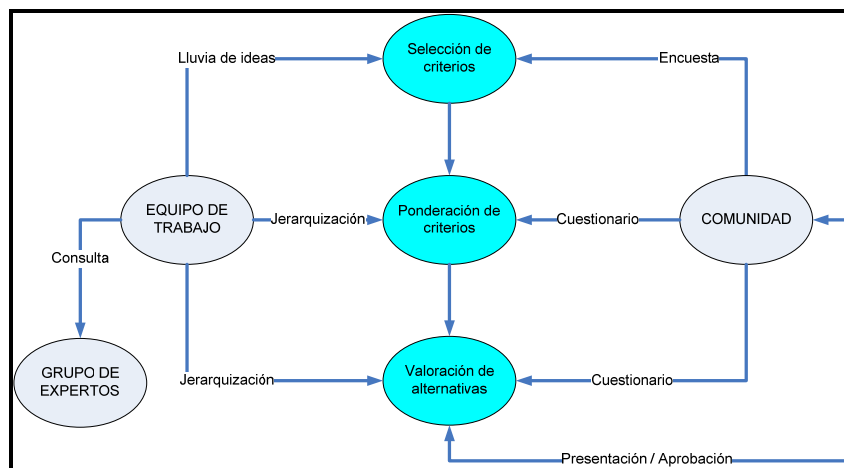 Selección de
criterios
Lluvia de ideas
Encuesta
EQUIPO DE
TRABAJO
Jerarquización
Ponderación de
criterios
Cuestionario
COMUNIDAD
Consulta
GRUPO DE
EXPERTOS
Jerarquización
Valoración de
alternativas
Cuestionario
Presentación / Aprobación